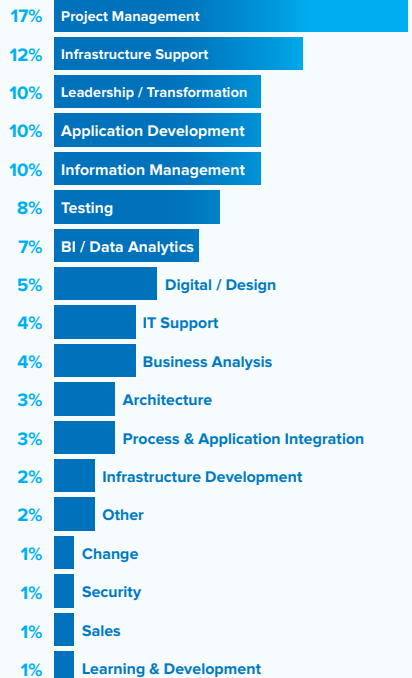 17% Project Management
12% Infrastructure Support
10% Leadership / Transformation
10% Application Development
10% Information Management
8% Testing
7% BI / Data Analytics
5% Digital / Design
4% IT Support
4% Business Analysis
3% Architecture
3% Process & Application Integration
2% Infrastructure Development
2% Other
1% Change
1% Security
1% Sales
1% Learning & Development